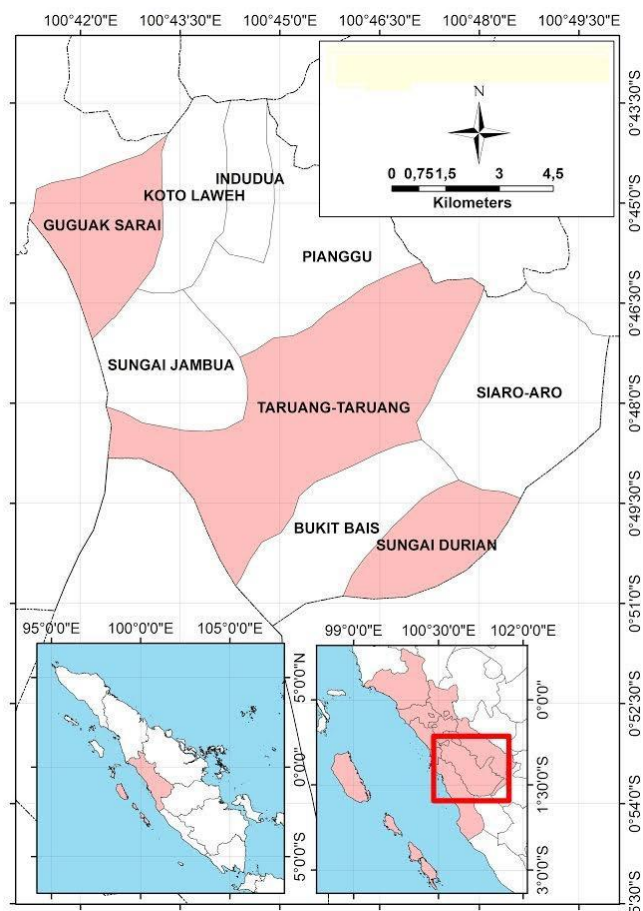 100°42'0"E 100°43'30"E 100°45'0"E 100°46'30"E 100°48'0"E 100°49'30"E
N
0 0,75 1,5 3 4,5
Kilometers
0°43'30"S
INDUDUA
KOTO LAWEH
0°45'0"S
GUGUAK SARAI
PIANGGU
0°46'30"S
SUNGAI JAMBUA
SIARO-ARO
TARUANG-TARUANG
0°48'0"S
0°49'30"S
BUKIT BAIS
SUNGAI DURIAN
0°51'0"S
95°0'0"E 100°0'0"E 105°0'0"E
5°0'0"N
0°0'0"
5°0'0"S
99°0'0"E 100°30'0"E 102°0'0"E
0°0'0"
1°30'0"S
3°0'0"S
0°52'30"S
0°54'0"S
5'30"S